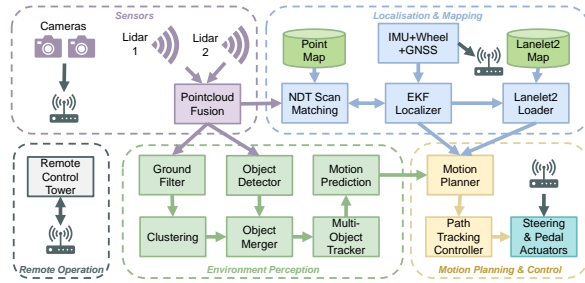 Sensors
Cameras
Lidar
1
Lidar
2
Pointcloud
Fusion
Localisation & Mapping
Point
Map
IMU+Wheel
+GNSS
Lanelet2
Map
NDT Scan
Matching
EKF
Localizer
Lanelet2
Loader
Remote
Control
Tower
Remote Operation
Ground
Filter
Object
Detector
Motion
Prediction
Clustering
Object
Merger
Multi-
Object
Tracker
Environment Perception
Motion
Planner
Path
Tracking
Controller
Steering
& Pedal
Actuators
Motion Planning & Control